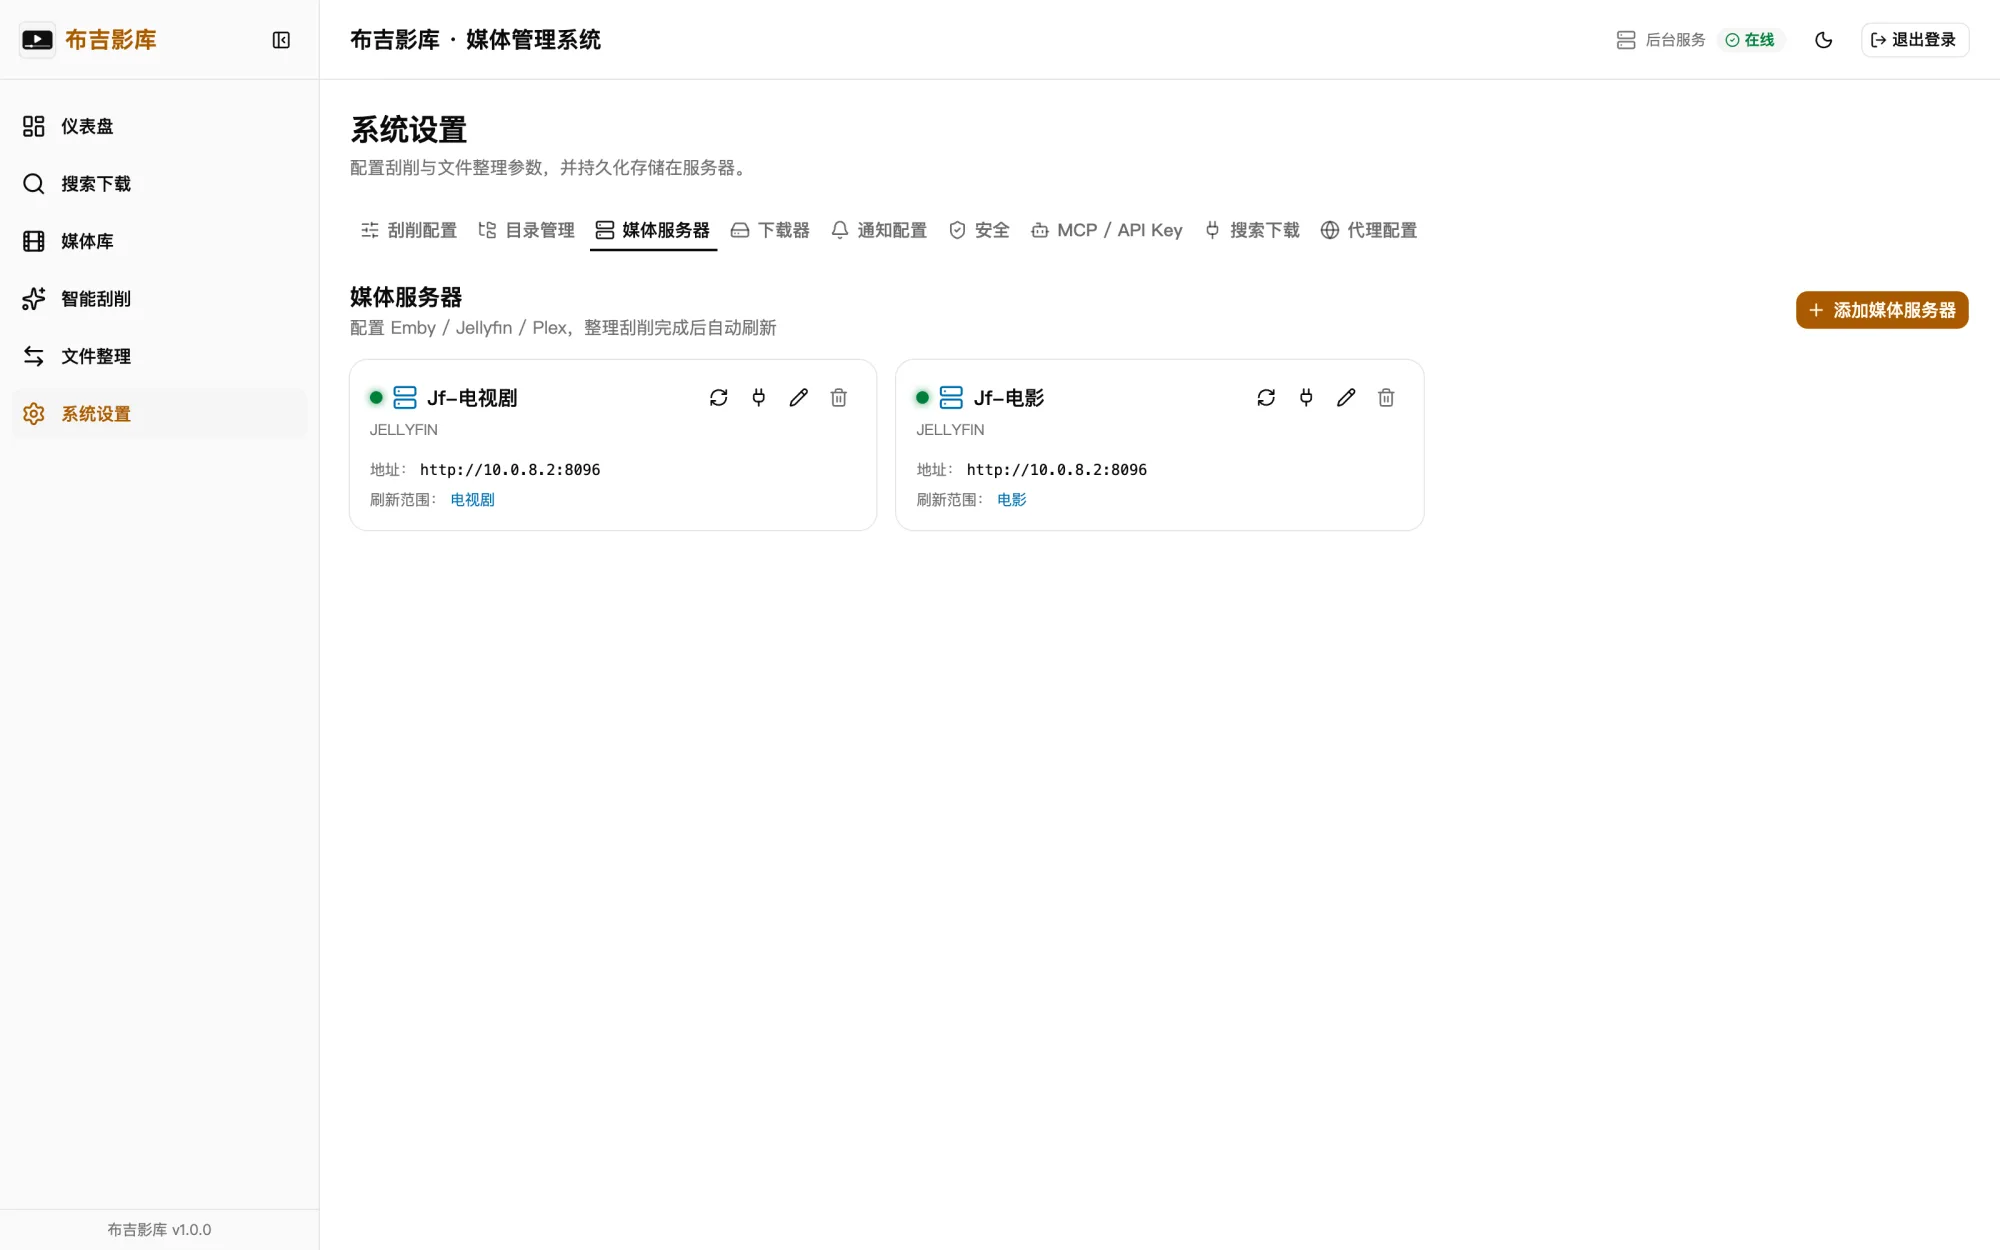 布吉影库
布吉影库 · 媒体管理系统
后台服务
在线
退出登录
仪表盘
搜索下载
媒体库
智能刮削
文件整理
系统设置
系统设置
配置刮削与文件整理参数，并持久化存储在服务器。
刮削配置
目录管理
媒体服务器
下载器
通知配置
安全
MCP / API Key
搜索下载
代理配置
媒体服务器
配置 Emby / Jellyfin / Plex，整理刮削完成后自动刷新
添加媒体服务器
Jf-电视剧
JELLYFIN
地址： http://10.0.8.2:8096
刷新范围： 电视剧
Jf-电影
JELLYFIN
地址： http://10.0.8.2:8096
刷新范围： 电影
布吉影库 v1.0.0